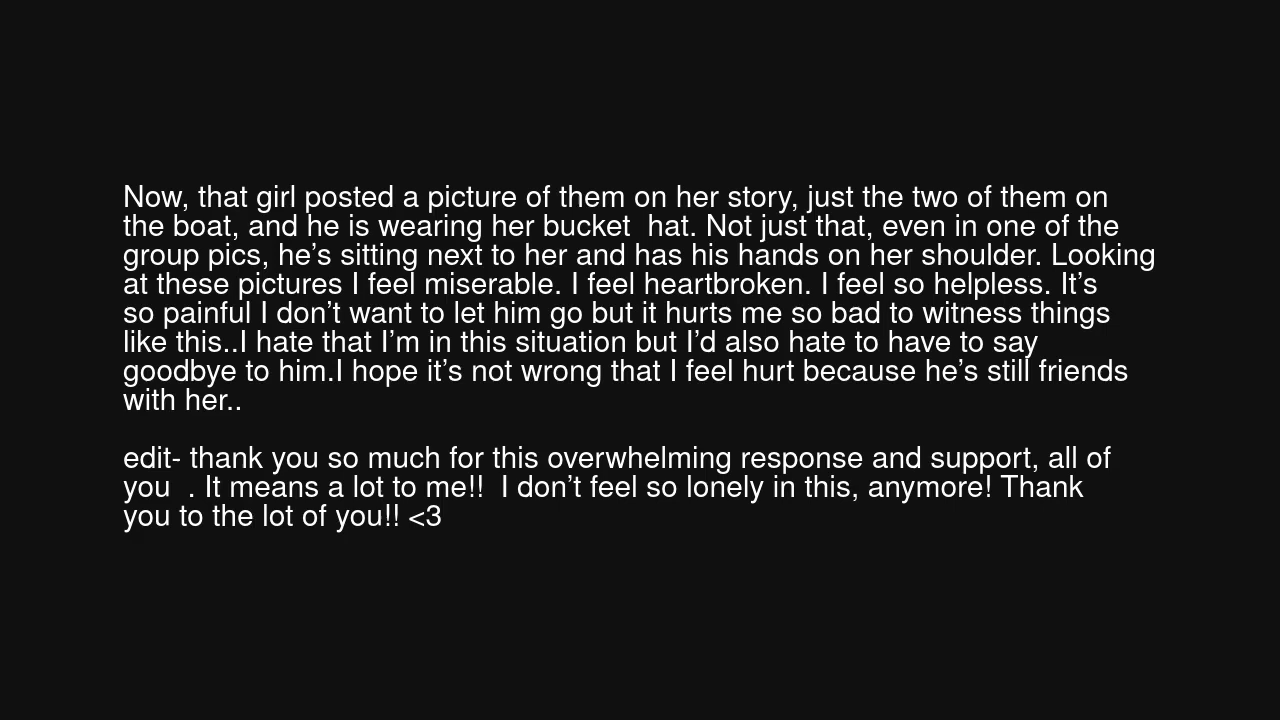 Now, that girl posted a picture of them on her story, just the two of them on
the boat, and he is wearing her bucket  hat. Not just that, even in one of the
group pics, he’s sitting next to her and has his hands on her shoulder. Looking
at these pictures I feel miserable. I feel heartbroken. I feel so helpless. It’s
so painful I don’t want to let him go but it hurts me so bad to witness things
like this..I hate that I’m in this situation but I’d also hate to have to say
goodbye to him.I hope it’s not wrong that I feel hurt because he’s still friends
with her..

edit- thank you so much for this overwhelming response and support, all of
you  . It means a lot to me!!  I don’t feel so lonely in this, anymore! Thank
you to the lot of you!! <3